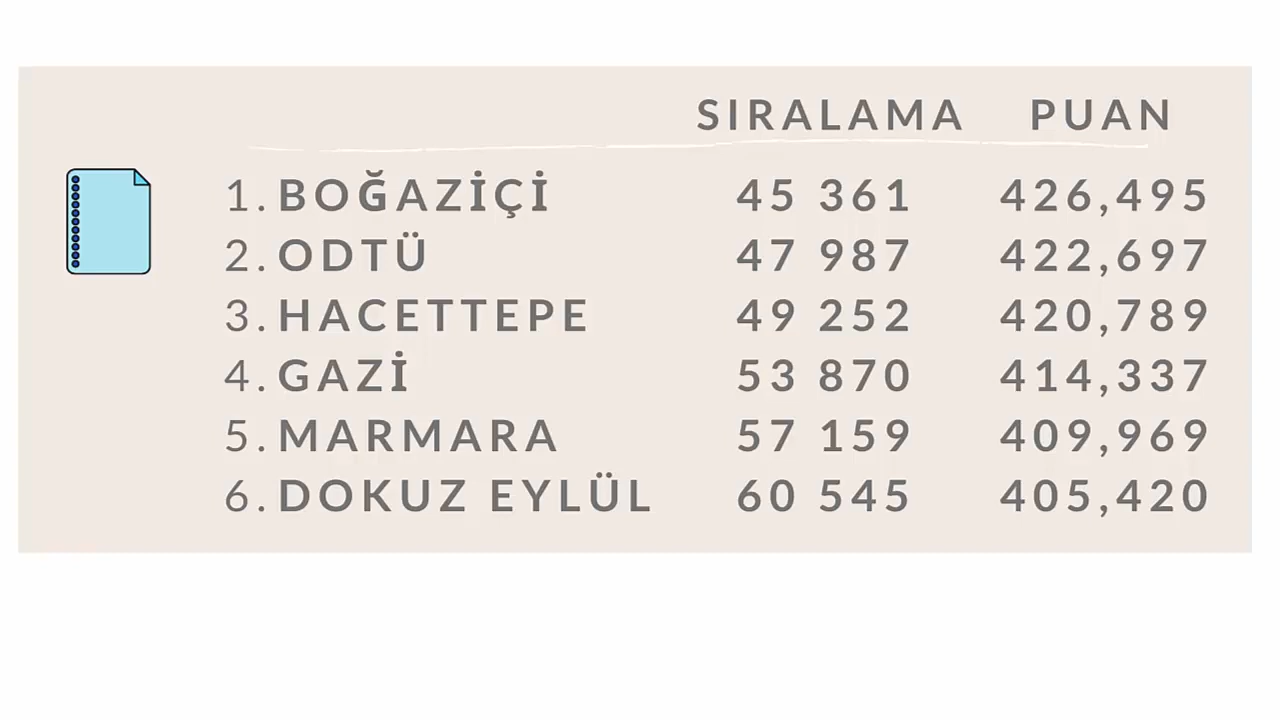 SIRALAMA PUAN
1. BOĞAZİÇİ 45 361 426,495
2. ODTÜ 47 987 422,697
3. HACETTEPE 49 252 420,789
4. GAZİ 53 870 414,337
5. MARMARA 57 159 409,969
6. DOKUZ EYLÜL 60 545 405,420